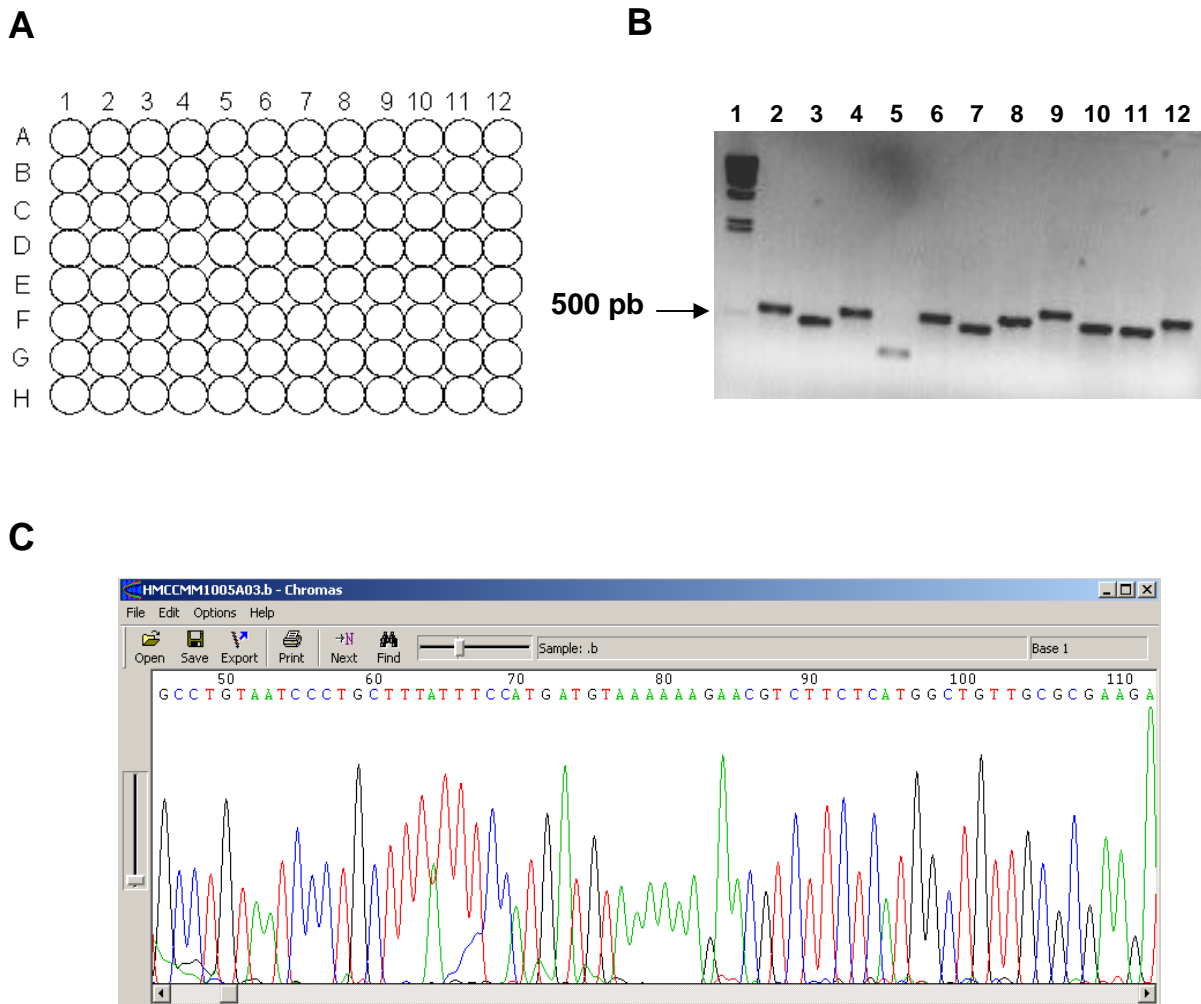 A
1 2 3 4 5 6 7 8 9 10 11 12
A
B
C
D
E
F
G
H
B
1 2 3 4 5 6 7 8 9 10 11 12
500 pb
C
HMCCMM1005A03.b - Chromas
File Edit Options Help
Open Save Export Print Next Find
N
Sample: .b
Base 1
50 60 70 80 90 100 110
GCCTGTAATCCCTGCTTTATTTCCATGATGTAAAAAAGAACGTCTTCTCATGGCTGTTGCGCGAAGA